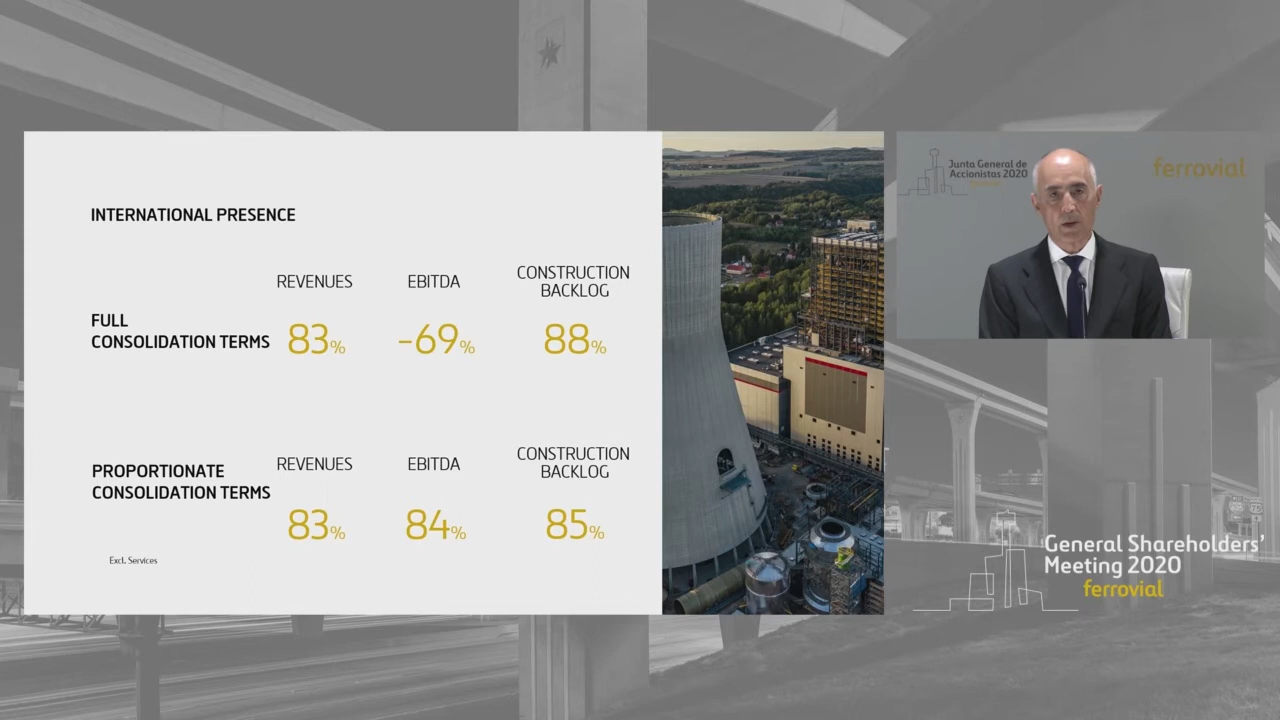 INTERNATIONAL PRESENCE
REVENUES
EBITDA
CONSTRUCTION
BACKLOG
FULL
CONSOLIDATION TERMS
83%
-69%
88%
PROPORTIONATE
CONSOLIDATION TERMS
REVENUES
EBITDA
CONSTRUCTION
BACKLOG
83%
84%
85%
Excl. Services
Junta General de
Accionistas 2020
ferrovial
ferrovial
General Shareholders'
Meeting 2020
ferrovial